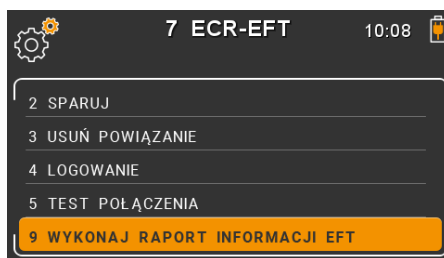 7 ECR-EFT 10:08
2 SPARUJ
3 USUŃ POWIĄZANIE
4 LOGOWANIE
5 TEST POŁĄCZENIA
9 WYKONAJ RAPORT INFORMACJI EFT